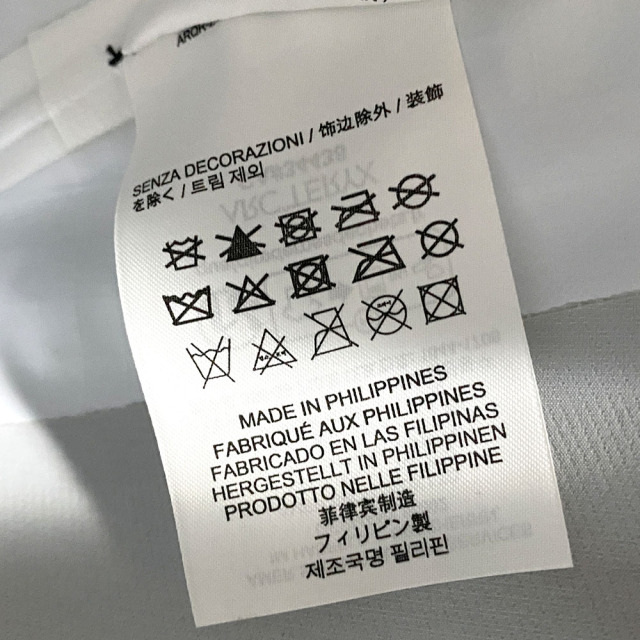 SENZA DECORAZIONI / 饰边除外 / 装飾
を除く / 트림 제외
MADE IN PHILIPPINES
FABRIQUÉ AUX PHILIPPINES
FABRICADO EN LAS FILIPINAS
HERGESTELLT IN PHILIPPINEN
PRODOTTO NELLE FILIPPINE
菲律宾制造
フィリピン製
제조국명 필리핀